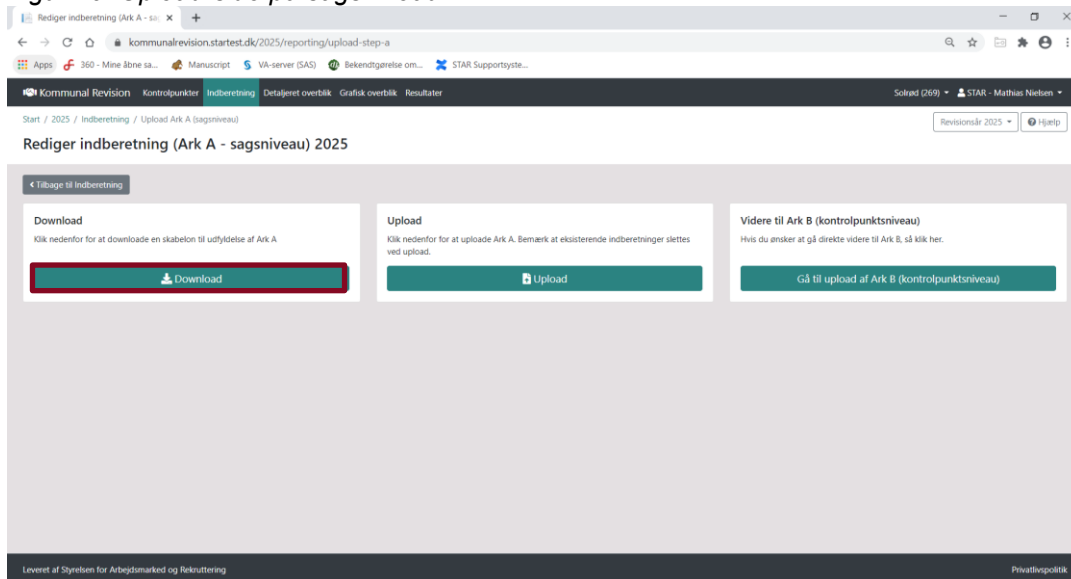 Rediger indberetning (Ark A - sag
kommunalrevision.startest.dk/2025/reporting/upload-step-a
Apps 360 - Mine åbne sa... Manuscript VA-server (SAS) Bekendtgørelse om... STAR Supportsyste...
Kommunal Revision Kontrolpunkter Indberetning Detaljeret overblik Grafisk overblik Resultater Solrød (269) STAR - Mathias Nielsen
Start / 2025 / Indberetning / Upload Ark A (sagsniveau) Revisionsår 2025 Hjælp
Rediger indberetning (Ark A - sagsniveau) 2025
Tilbage til Indberetning
Download
Klik nedenfor for at downloade en skabelon til udfyldelse af Ark A
Download
Upload
Klik nedenfor for at uploade Ark A. Bemærk at eksisterende indberetninger slettes
ved upload.
Upload
Videre til Ark B (kontrolpunktsniveau)
Hvis du ønsker at gå direkte videre til Ark B, så klik her.
Gå til upload af Ark B (kontrolpunktsniveau)
Leveret af Styrelsen for Arbejdsmarked og Rekruttering Privatlivspolitik